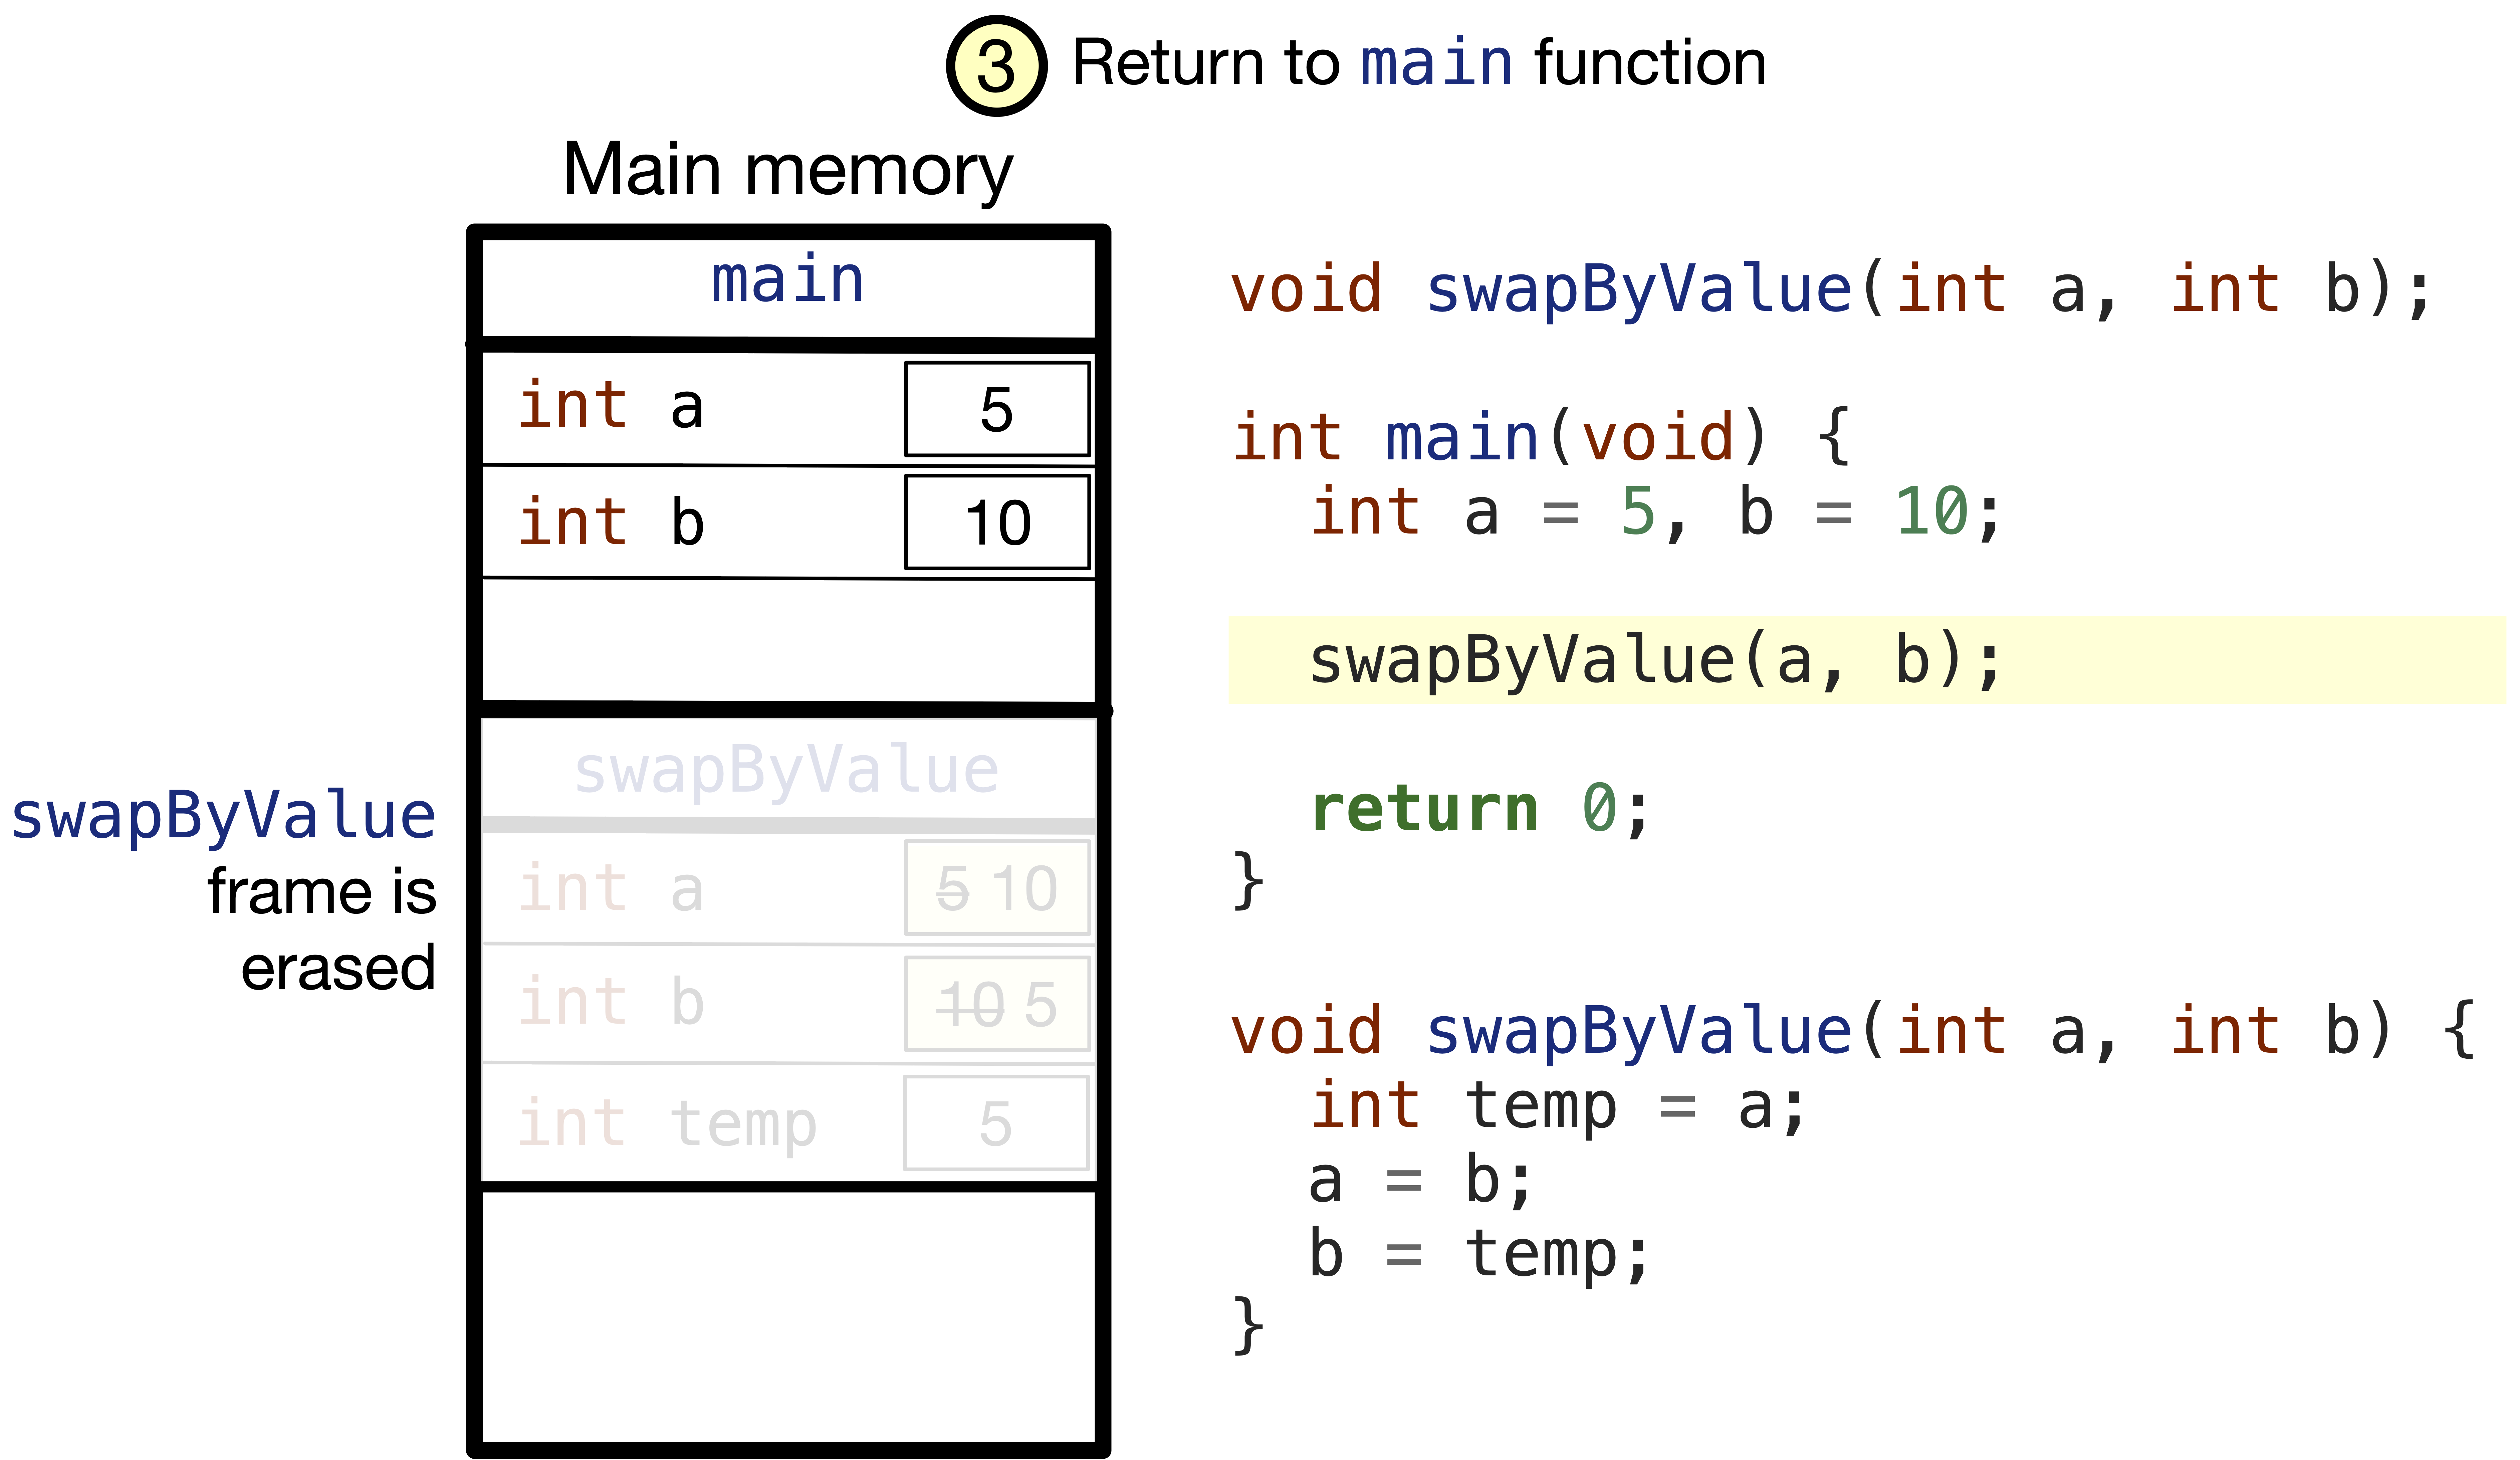 3 Return to main function
Main memory
main
int a 5
int b 10
swapByValue
int a 5 10
int b 10 5
int temp 5
swapByValue
frame is
erased
void swapByValue(int a, int b);
int main(void) {
int a = 5, b = 10;
swapByValue(a, b);
return 0;
}
void swapByValue(int a, int b) {
int temp = a;
a = b;
b = temp;
}